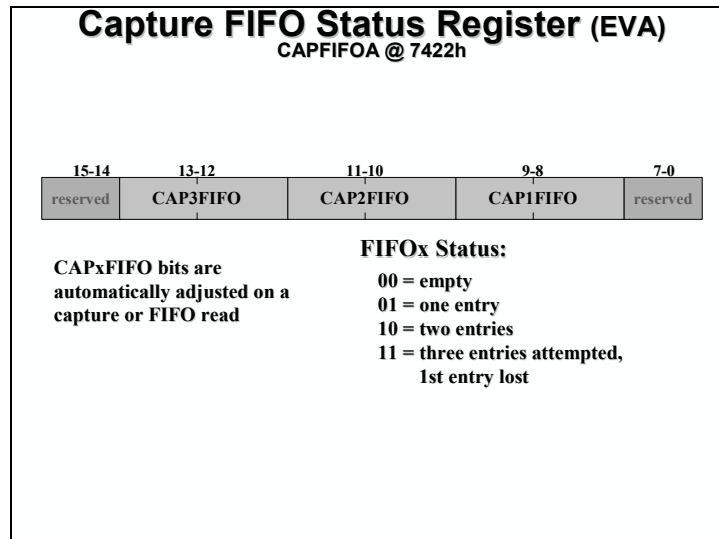 Capture FIFO Status Register (EVA)
CAPFIFOA @ 7422h
15-14 13-12 11-10 9-8 7-0
reserved CAP3FIFO CAP2FIFO CAP1FIFO reserved
CAPxFIFO bits are
automatically adjusted on a
capture or FIFO read
FIFOx Status:
00 = empty
01 = one entry
10 = two entries
11 = three entries attempted,
1st entry lost